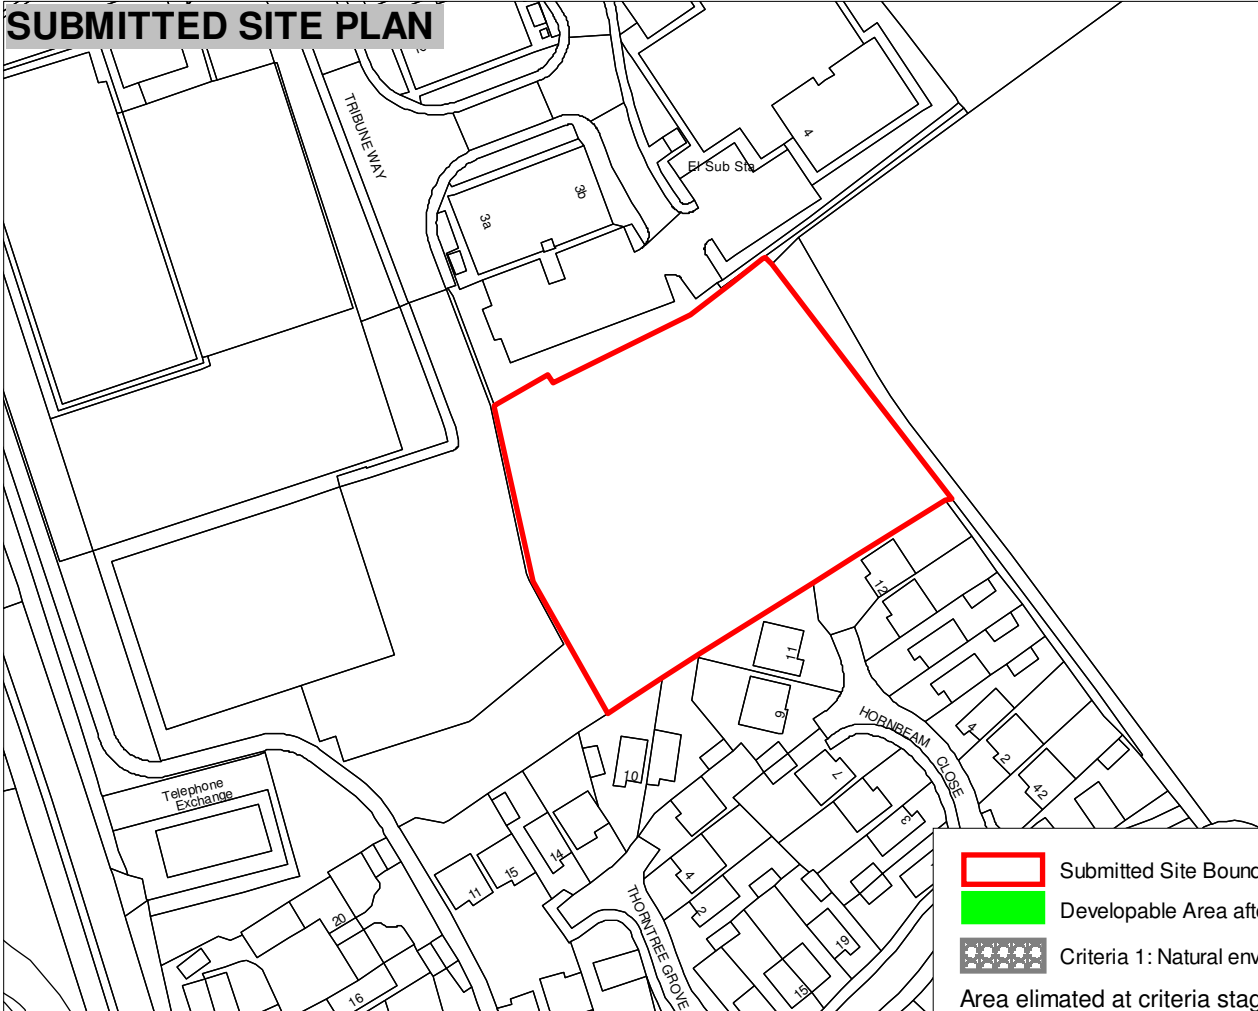 SUBMITTED SITE PLAN
TRIBUNE WAY
4
El Sub Sta
3b
3a
12
11
9
HORNBEAM
CLOSE
4
2
42
10
7
3
Telephone
Exchange
14
15
11
4
2
20
THORNTREE GROVE
19
15
16
Submitted Site Bound
Developable Area afte
Criteria 1: Natural env
Area elimated at criteria stag